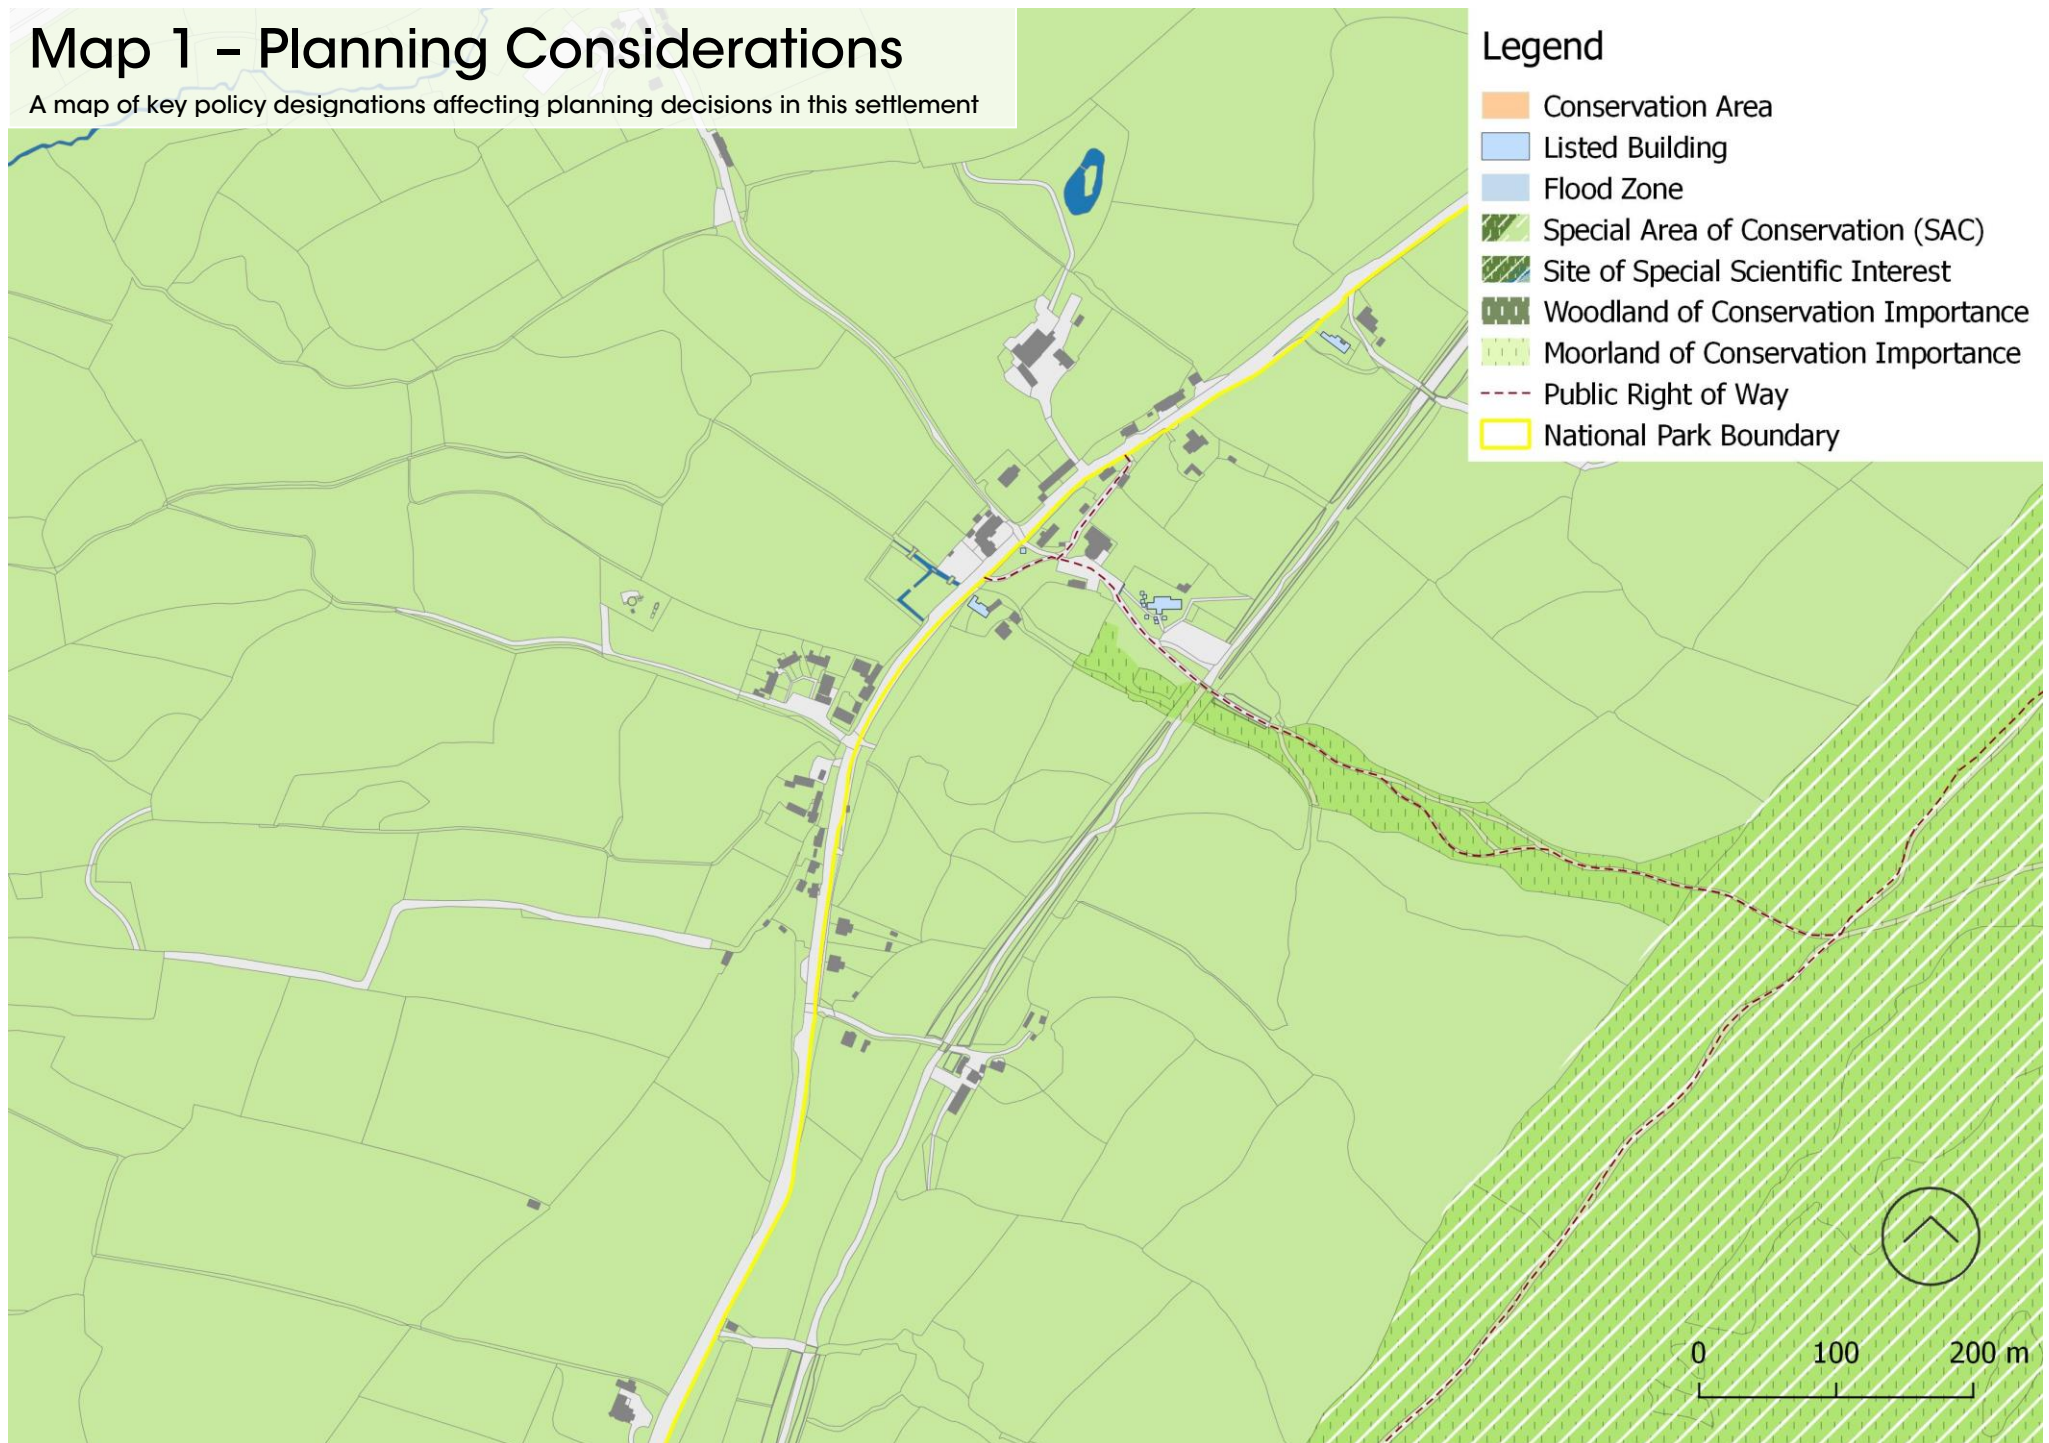 Map 1 – Planning Considerations
A map of key policy designations affecting planning decisions in this settlement
Legend
Conservation Area
Listed Building
Flood Zone
Special Area of Conservation (SAC)
Site of Special Scientific Interest
Woodland of Conservation Importance
Moorland of Conservation Importance
Public Right of Way
National Park Boundary
0 100 200 m